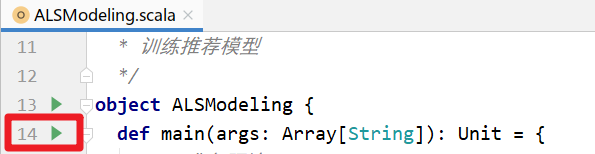 ALSModeling.scala
11 * 训练推荐模型
12 */
13 object ALSModeling {
14 def main(args: Array[String]): Unit = {